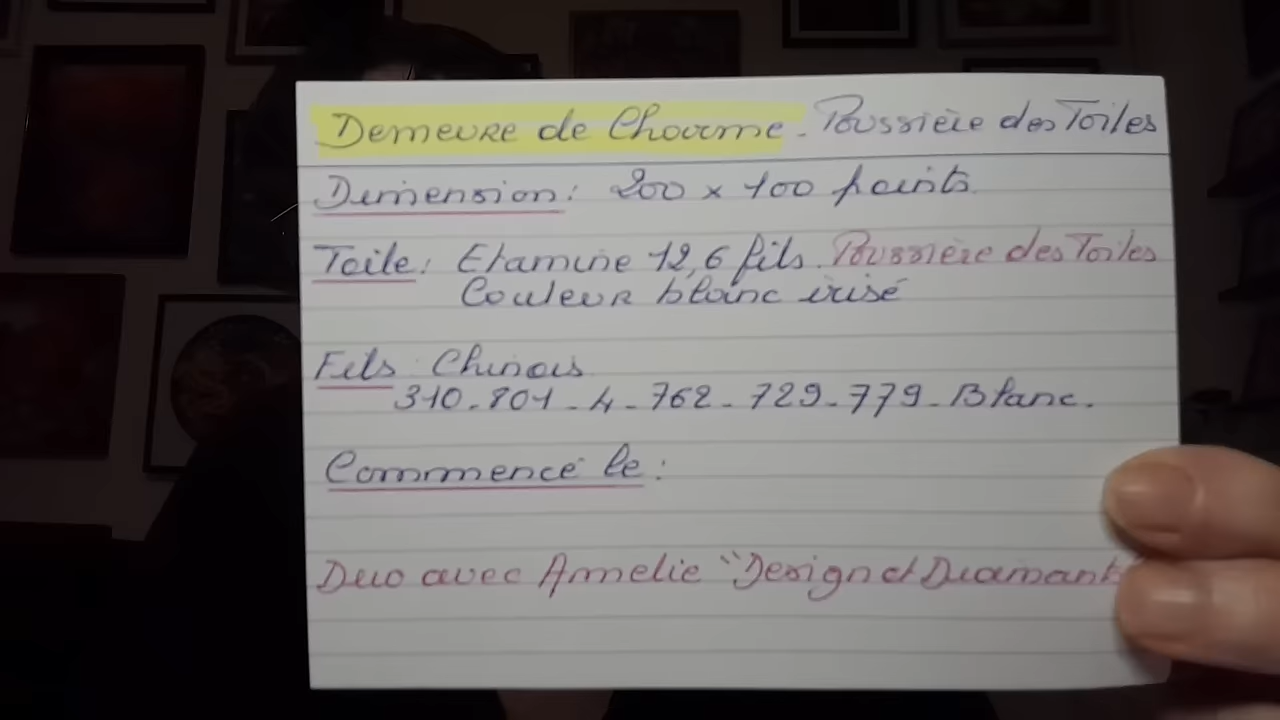 Demeure de Charme - Poussière des Toiles
Dimension: 200 x 100 points
Toile: Etamine 12,6 fils. Poussière des Toiles
Couleur blanc irisé
Fils Chinois
310-801-4-762-729-779-Blanc.
Commencé le:
Duo avec Amelie "Design et Diamant